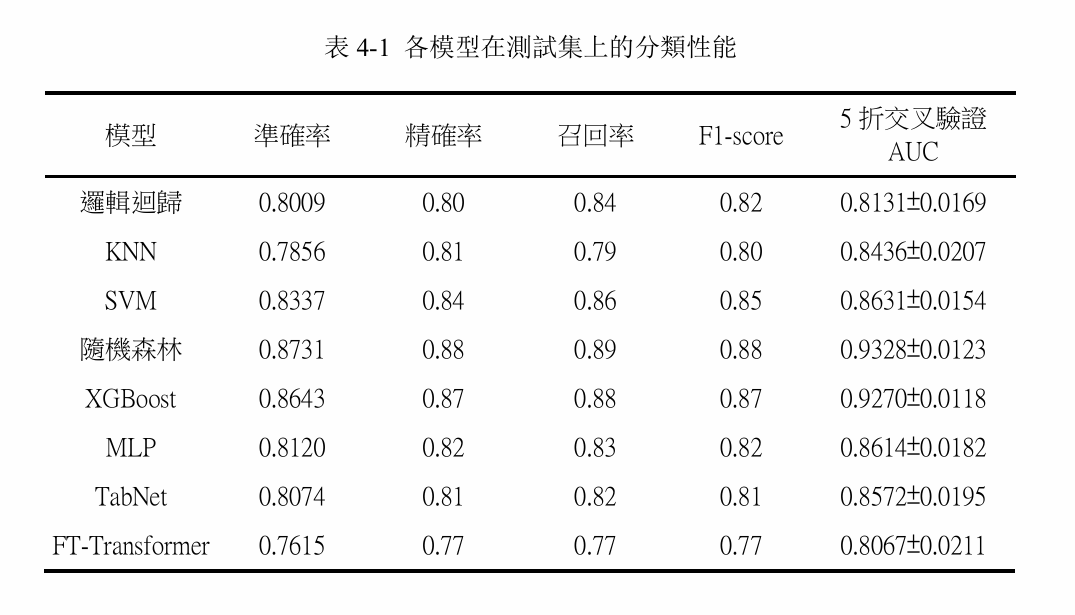 表 4-1 各模型在測試集上的分類性能
模型 準確率 精確率 召回率 F1-score 5 折交叉驗證 AUC
邏輯迴歸 0.8009 0.80 0.84 0.82 0.8131±0.0169
KNN 0.7856 0.81 0.79 0.80 0.8436±0.0207
SVM 0.8337 0.84 0.86 0.85 0.8631±0.0154
隨機森林 0.8731 0.88 0.89 0.88 0.9328±0.0123
XGBoost 0.8643 0.87 0.88 0.87 0.9270±0.0118
MLP 0.8120 0.82 0.83 0.82 0.8614±0.0182
TabNet 0.8074 0.81 0.82 0.81 0.8572±0.0195
FT-Transformer 0.7615 0.77 0.77 0.77 0.8067±0.0211